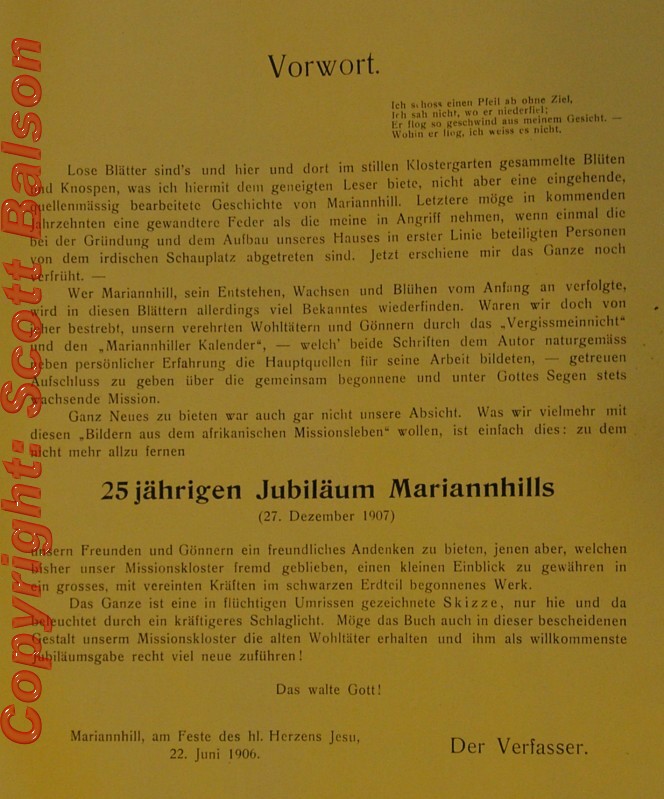 Vorwort.
Ich schoss einen Pfeil ab ohne Ziel,
Ich sah nicht, wo er niederfiel;
Er flog so geschwind aus meinem Gesicht. —
Wohin er flog, ich weiss es nicht.
Lose Blätter sind's und hier und dort im stillen Klostergarten gesammelte Blüten
und Knospen, was ich hiermit dem geneigten Leser biete, nicht aber eine eingehende,
quellenmässig bearbeitete Geschichte von Mariannhill. Letztere möge in kommenden
Jahrzehnten eine gewandtere Feder als die meine in Angriff nehmen, wenn einmal die
bei der Gründung und dem Aufbau unseres Hauses in erster Linie beteiligten Personen
von dem irdischen Schauplatz abgetreten sind. Jetzt erschiene mir das Ganze noch
verfrüht. —
Wer Mariannhill, sein Entstehen, Wachsen und Blühen vom Anfang an verfolgte,
wird in diesen Blättern allerdings viel Bekanntes wiederfinden. Waren wir doch von
jeher bestrebt, unsern verehrten Wohltätern und Gönnern durch das „Vergissmeinnicht“
und den „Mariannhiller Kalender“, — welch' beide Schriften dem Autor naturgemäss
neben persönlicher Erfahrung die Hauptquellen für seine Arbeit bildeten, — getreuen
Aufschluss zu geben über die gemeinsam begonnene und unter Gottes Segen stets
wachsende Mission.
Ganz Neues zu bieten war auch gar nicht unsere Absicht. Was wir vielmehr mit
diesen „Bildern aus dem afrikanischen Missionsleben“ wollen, ist einfach dies: zu dem
nicht mehr allzu fernen
25 jährigen Jubiläum Mariannhills
(27. Dezember 1907)
unsern Freunden und Gönnern ein freundliches Andenken zu bieten, jenen aber, welchen
bisher unser Missionskloster fremd geblieben, einen kleinen Einblick zu gewähren in
ein grosses, mit vereinten Kräften im schwarzen Erdteil begonnenes Werk.
Das Ganze ist eine in flüchtigen Umrissen gezeichnete Skizze, nur hie und da
beleuchtet durch ein kräftigeres Schlaglicht. Möge das Buch auch in dieser bescheidenen
Gestalt unserm Missionskloster die alten Wohltäter erhalten und ihm als willkommenste
Jubiläumsgabe recht viel neue zuführen!
Das walte Gott!
Mariannhill, am Feste des hl. Herzens Jesu,
22. Juni 1906.
Der Verfasser.
Copyright: Scott Balson